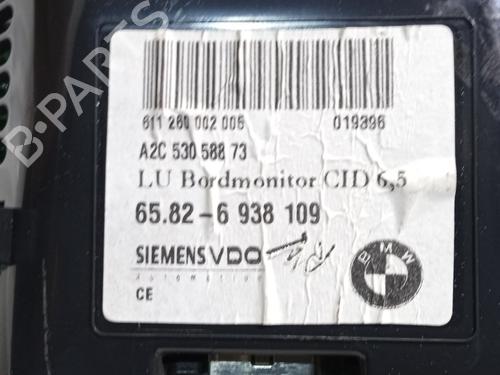 611 260 002 006 019396
A2C 530 588 73
LU Bordmonitor CID 6,5
65.82-6 938 109
SIEMENS VDO
Automotive
CE
BMW
B-PARTS